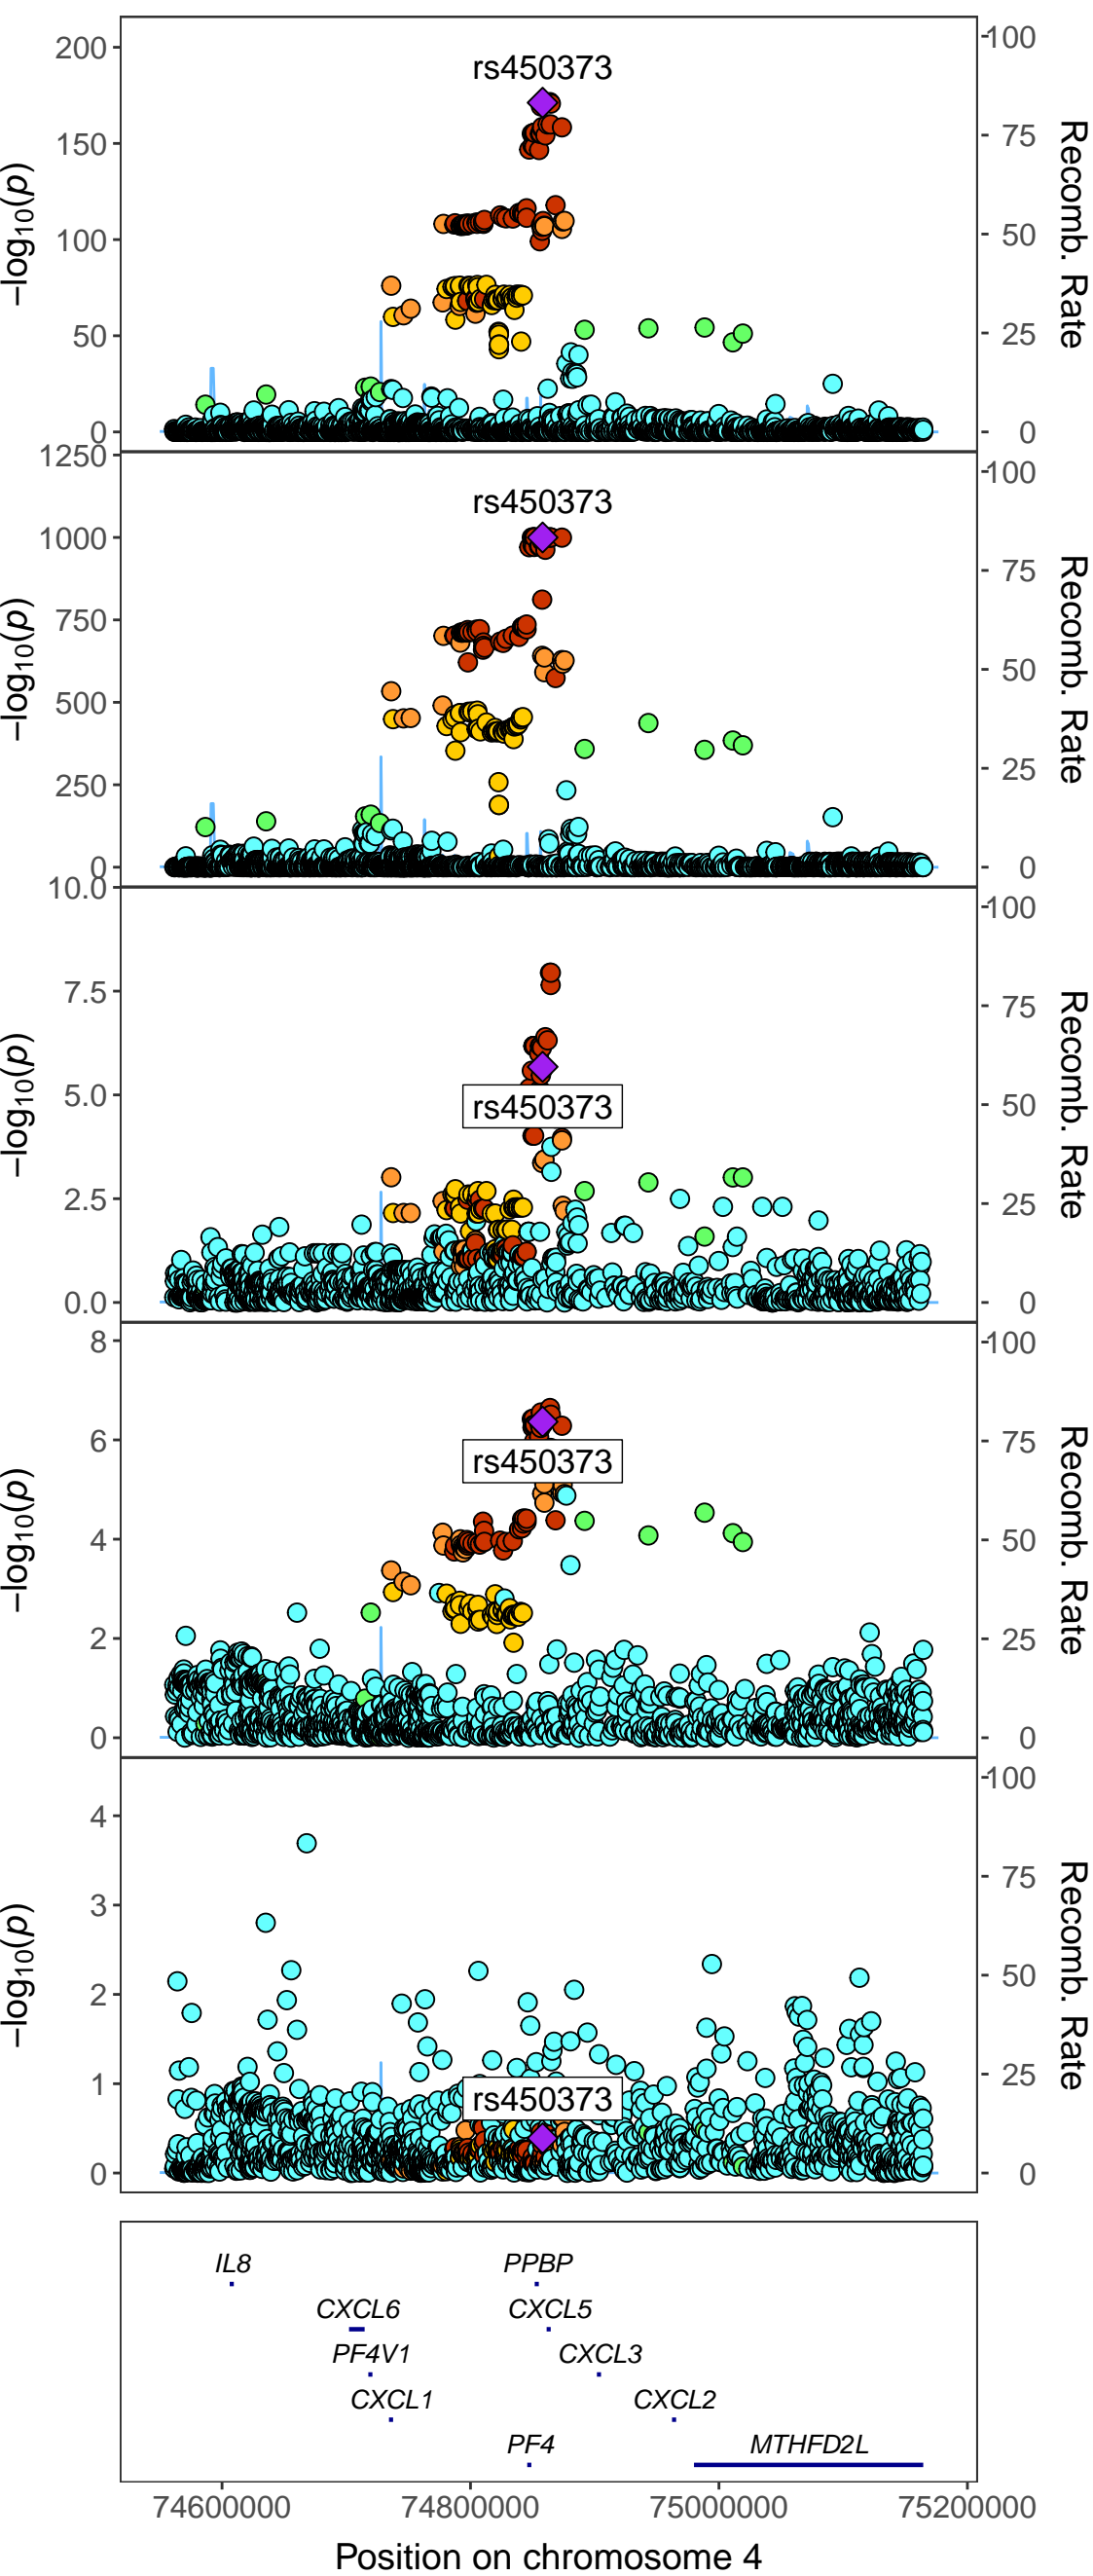 200
150
100
50
0
–log10(p)
rs450373
100
75
50
25
0
Recomb. Rate
1250
1000
750
500
250
0
–log10(p)
rs450373
100
75
50
25
0
Recomb. Rate
10.0
7.5
5.0
2.5
0.0
–log10(p)
rs450373
100
75
50
25
0
Recomb. Rate
8
6
4
2
0
–log10(p)
rs450373
100
75
50
25
0
Recomb. Rate
4
3
2
1
0
–log10(p)
rs450373
100
75
50
25
0
Recomb. Rate
IL8 PPBP
CXCL6 CXCL5
PF4V1 CXCL3
CXCL1 CXCL2
PF4 MTHFD2L
74600000 74800000 75000000 75200000
Position on chromosome 4